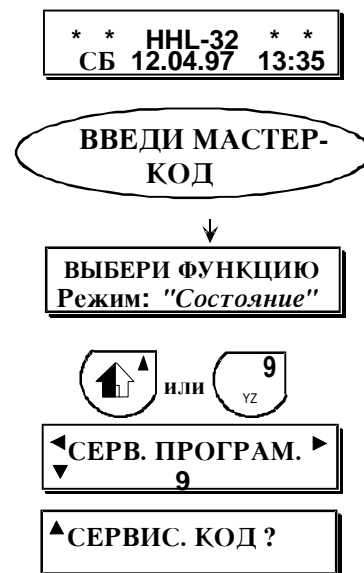 * * HHL-32 * *
СБ 12.04.97 13:35
ВВЕДИ МАСТЕР-
КОД
ВЫБЕРИ ФУНКЦИЮ
Режим: "Состояние"
или
9
YZ
СЕРВ. ПРОГРАМ.
9
СЕРВИС. КОД ?